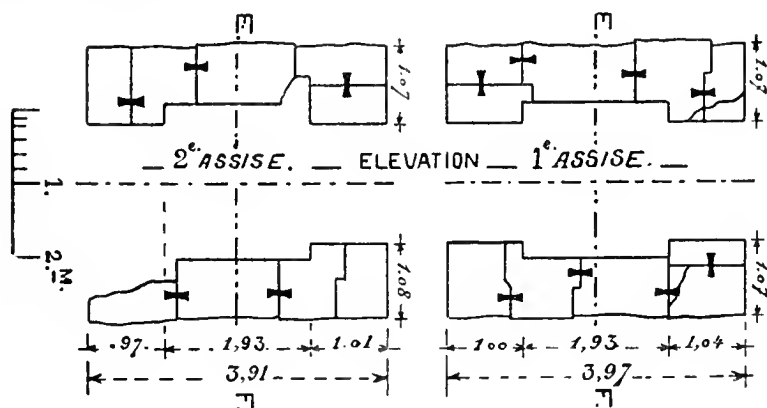 E. E.
1.07 1.07
2e. ASSISE. — ELEVATION — 1e. ASSISE. —
1.
2. M.
1.08 1.07
.97. 1,93. 1.01 1.00 1,93. 1,04
3,91 3,97
E. E.